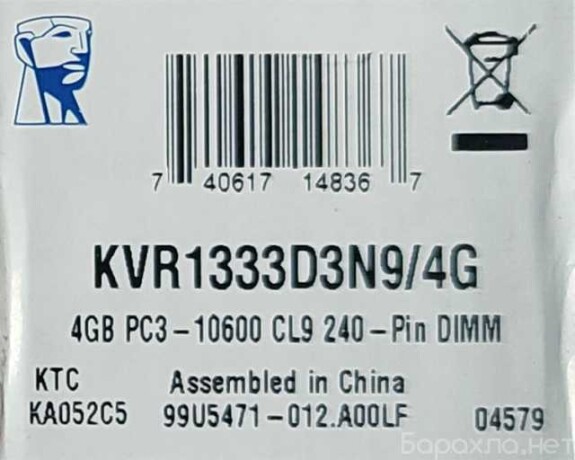 7 40617 14836 7
KVR1333D3N9/4G
4GB PC3-10600 CL9 240-Pin DIMM
KTC Assembled in China
KA052C5 99U5471-012.A00LF 04579
Барахла.нет